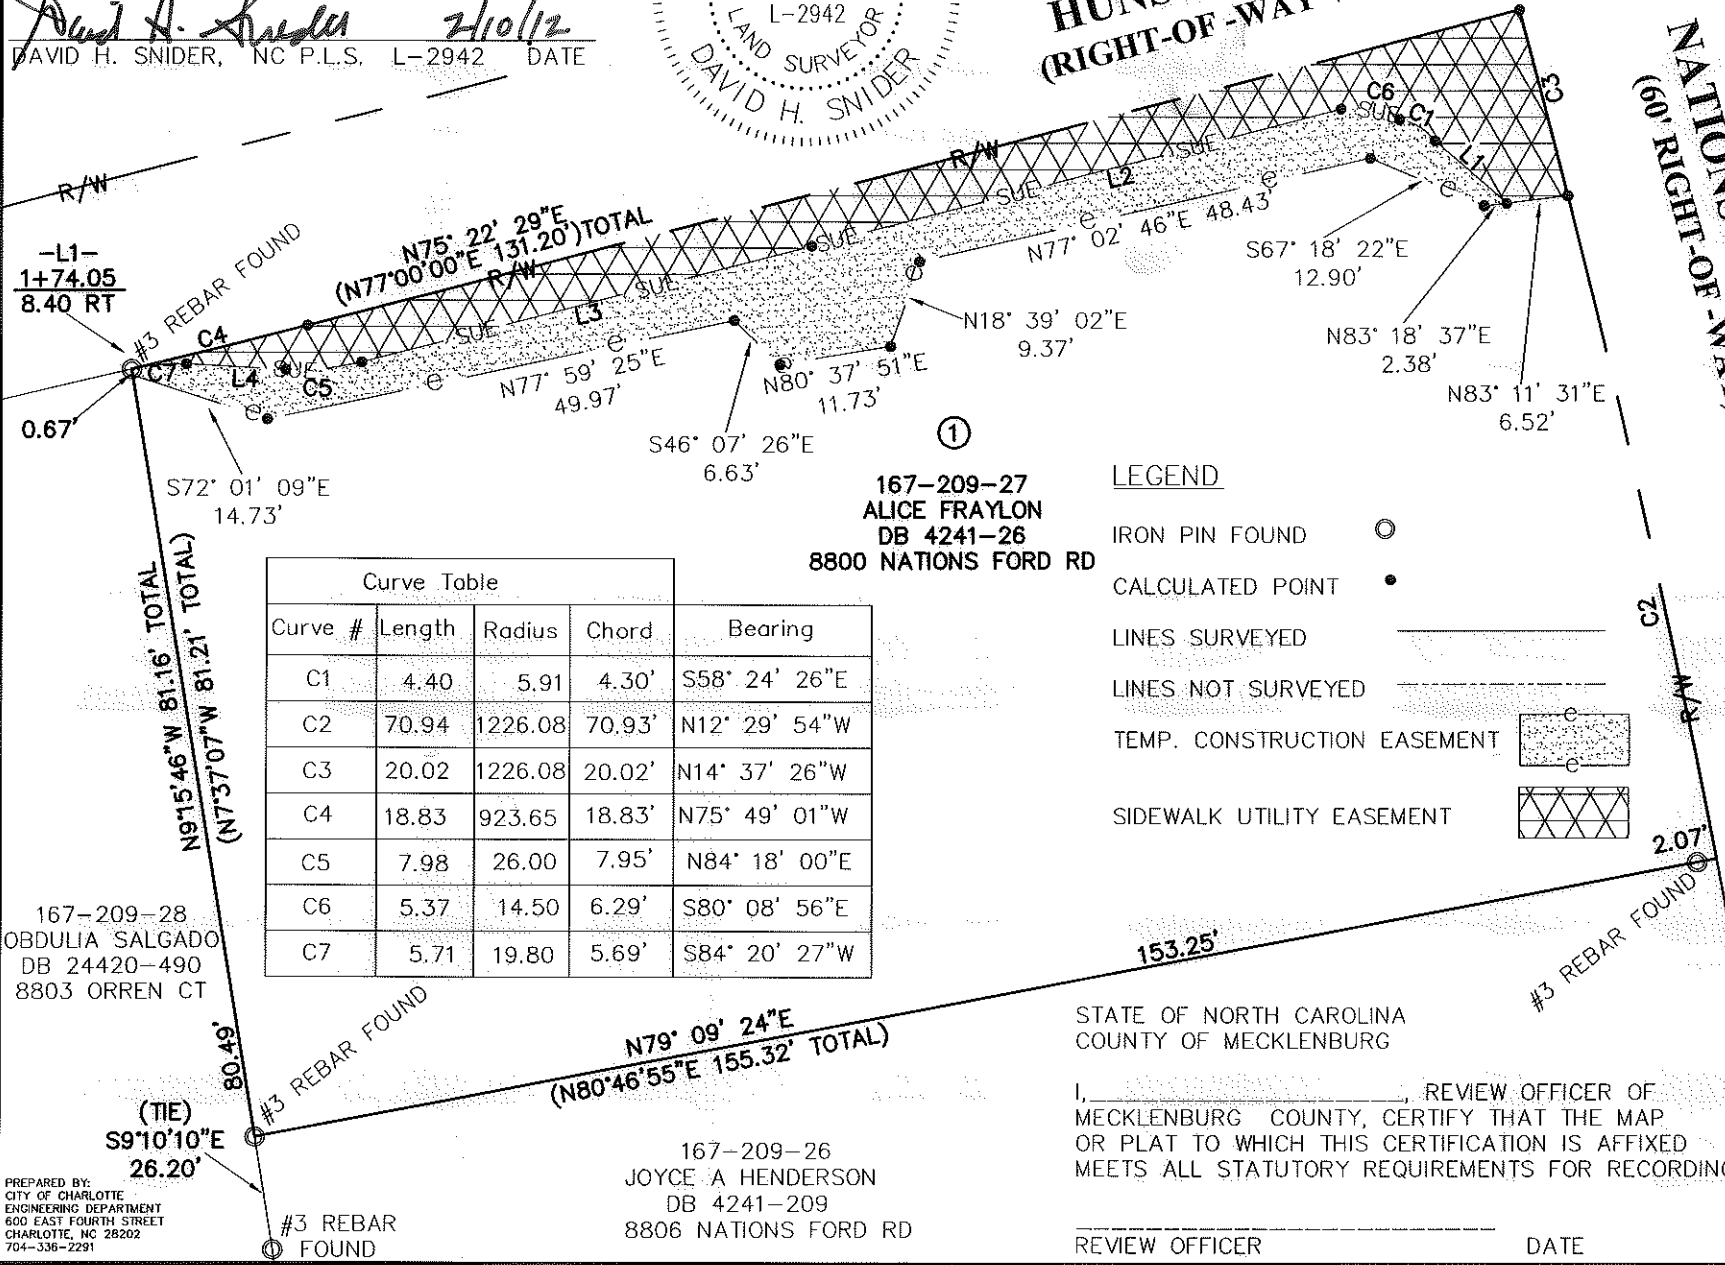 David H. Snider 2/10/12
DAVID H. SNIDER, NC P.L.S. L-2942 DATE
L-2942
LAND SURVEYOR
DAVID H. SNIDER
(RIGHT-OF-WAY
NATIONS
(60' RIGHT-OF-WAY)
R/W
-L1-
1+74.05
8.40 RT
#3 REBAR FOUND
N75° 22' 29"E
(N77°00'00"E 131.20')TOTAL
R/W
R/W
C4
C7
L4
SUE
C5
SUE
L3
SUE
SUE
SUE
L2
SUE
C6
SUE
C1
L1
C3
e
e
e
e
e
e
e
e
0.67'
S72° 01' 09"E
14.73'
N77° 59' 25"E
49.97'
S46° 07' 26"E
6.63'
N80° 37' 51"E
11.73'
N18° 39' 02"E
9.37'
N77° 02' 46"E 48.43'
S67° 18' 22"E
12.90'
N83° 18' 37"E
2.38'
N83° 11' 31"E
6.52'
1
167-209-27
ALICE FRAYLON
DB 4241-26
8800 NATIONS FORD RD
LEGEND
IRON PIN FOUND
CALCULATED POINT
LINES SURVEYED
LINES NOT SURVEYED
TEMP. CONSTRUCTION EASEMENT
e
e
SIDEWALK UTILITY EASEMENT
C2
R/W
2.07'
#3 REBAR FOUND
N9°15'46"W 81.16' TOTAL
(N7°37'07"W 81.21' TOTAL)
Curve Table
Curve # Length Radius Chord Bearing
C1 4.40 5.91 4.30' S58° 24' 26"E
C2 70.94 1226.08 70.93' N12° 29' 54"W
C3 20.02 1226.08 20.02' N14° 37' 26"W
C4 18.83 923.65 18.83' N75° 49' 01"W
C5 7.98 26.00 7.95' N84° 18' 00"E
C6 5.37 14.50 6.29' S80° 08' 56"E
C7 5.71 19.80 5.69' S84° 20' 27"W
167-209-28
OBDULIA SALGADO
DB 24420-490
8803 ORREN CT
80.49'
#3 REBAR FOUND
153.25'
N79° 09' 24"E
(N80°46'55"E 155.32' TOTAL)
(TIE)
S9°10'10"E
26.20'
#3 REBAR
FOUND
167-209-26
JOYCE A HENDERSON
DB 4241-209
8806 NATIONS FORD RD
PREPARED BY:
CITY OF CHARLOTTE
ENGINEERING DEPARTMENT
600 EAST FOURTH STREET
CHARLOTTE, NC 28202
704-336-2291
STATE OF NORTH CAROLINA
COUNTY OF MECKLENBURG
I,____________________, REVIEW OFFICER OF
MECKLENBURG COUNTY, CERTIFY THAT THE MAP
OR PLAT TO WHICH THIS CERTIFICATION IS AFFIXED
MEETS ALL STATUTORY REQUIREMENTS FOR RECORDING
REVIEW OFFICER DATE